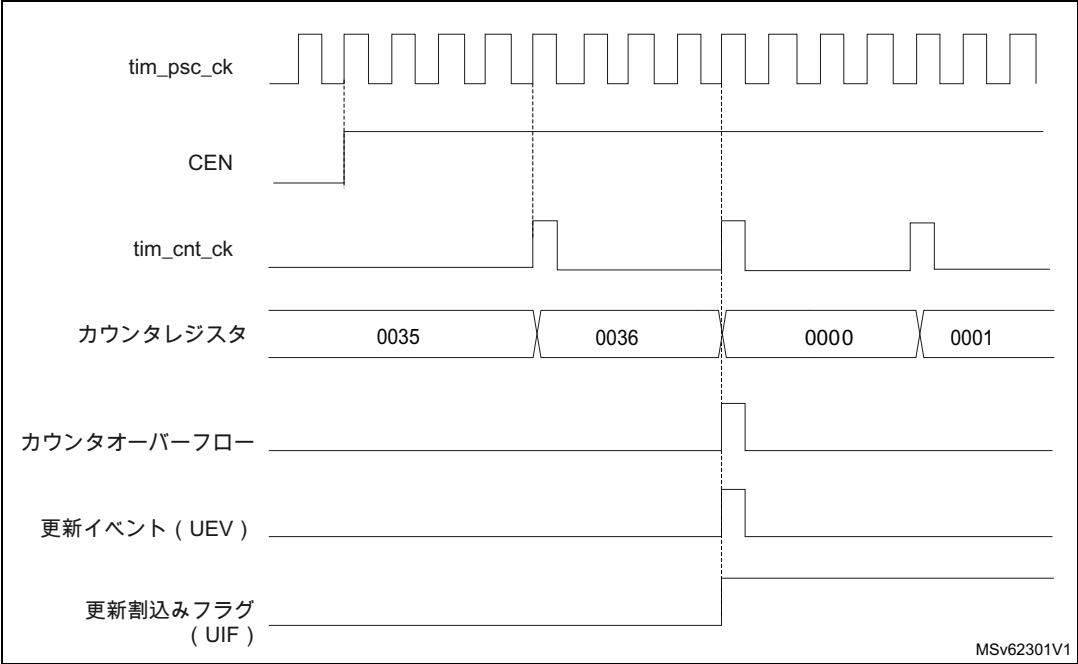 tim_psc_ck
CEN
tim_cnt_ck
カウンタレジスタ 0035 0036 0000 0001
カウンタオーバーフロー
更新イベント ( UEV )
更新割込みフラグ
( UIF )
MSv62301V1